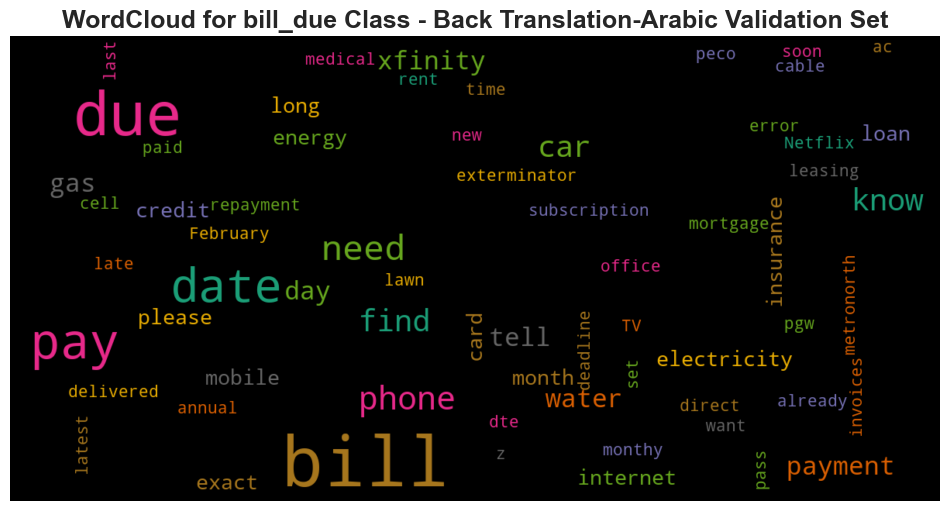 WordCloud for bill_due Class - Back Translation-Arabic Validation Set
last
medical
xfinity
rent
time
peco
soon
cable
ac
due
paid
long
energy
new
car
exterminator
error
Netflix
loan
leasing
gas
cell
credit
repayment
February
need
subscription
mortgage
insurance
know
late
date
day
lawn
office
metronorth
please
find
card
tell
deadline
TV
set
pgw
electricity
pay
delivered
mobile
annual
phone
month
water
direct
already
invoices
want
dte
latest
exact
bill
z
monthy
internet
pass
payment